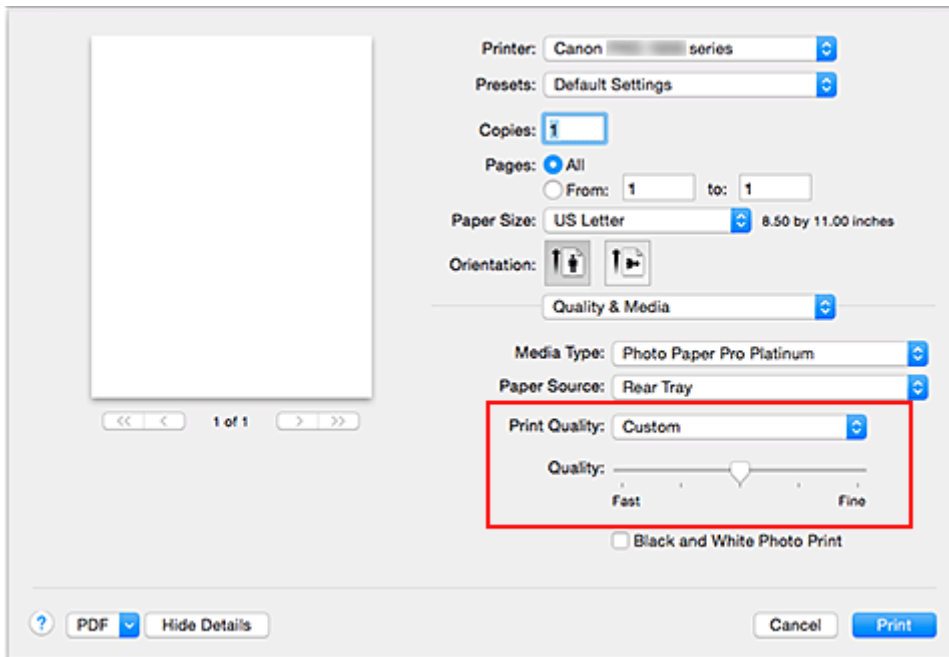 Printer: Canon series
Presets: Default Settings
Copies: 1
Pages: All
From: 1 to: 1
Paper Size: US Letter 8.50 by 11.00 inches
Orientation:
Quality & Media
Media Type: Photo Paper Pro Platinum
Paper Source: Rear Tray
<< < 1 of 1 > >>
Print Quality: Custom
Quality:
Fast Fine
Black and White Photo Print
? PDF Hide Details Cancel Print